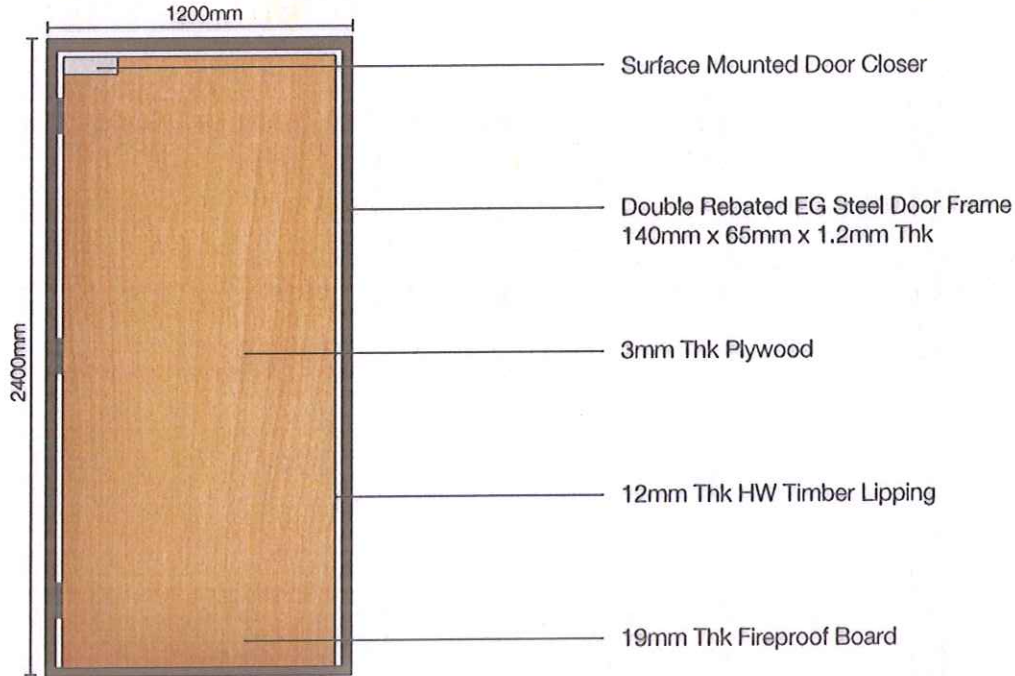 1200mm
Surface Mounted Door Closer
Double Rebated EG Steel Door Frame
140mm x 65mm x 1.2mm Thk
2400mm
3mm Thk Plywood
12mm Thk HW Timber Lipping
19mm Thk Fireproof Board